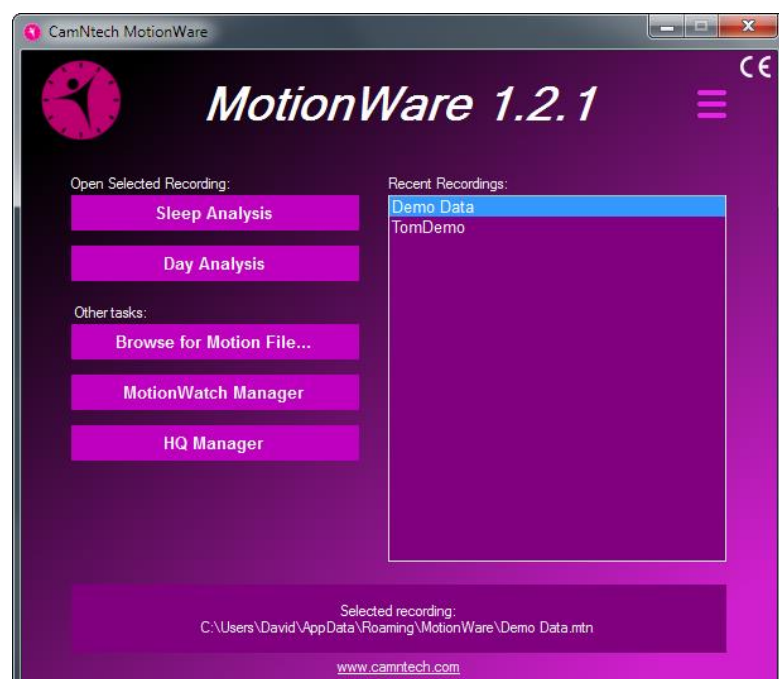 CamNtech MotionWare
CE
MotionWare 1.2.1
Open Selected Recording:
Sleep Analysis
Day Analysis
Other tasks:
Browse for Motion File...
MotionWatch Manager
HQ Manager
Recent Recordings:
Demo Data
TomDemo
Selected recording:
C:\Users\David\AppData\Roaming\MotionWare\Demo Data.mtn
www.camntech.com